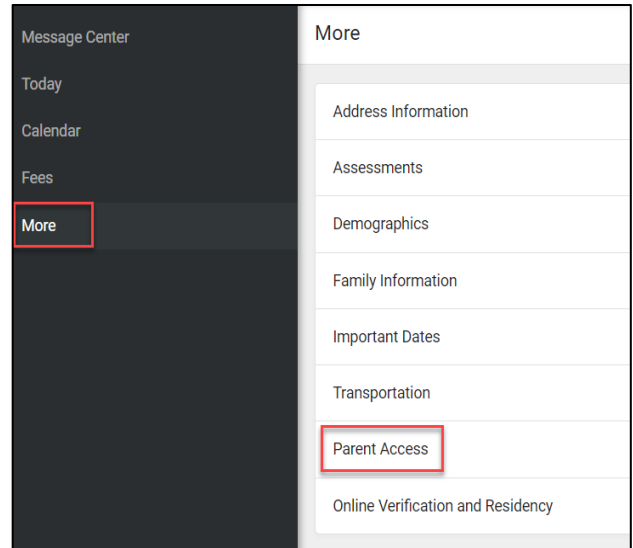 Message Center
Today
Calendar
Fees
More
More
Address Information
Assessments
Demographics
Family Information
Important Dates
Transportation
Parent Access
Online Verification and Residency